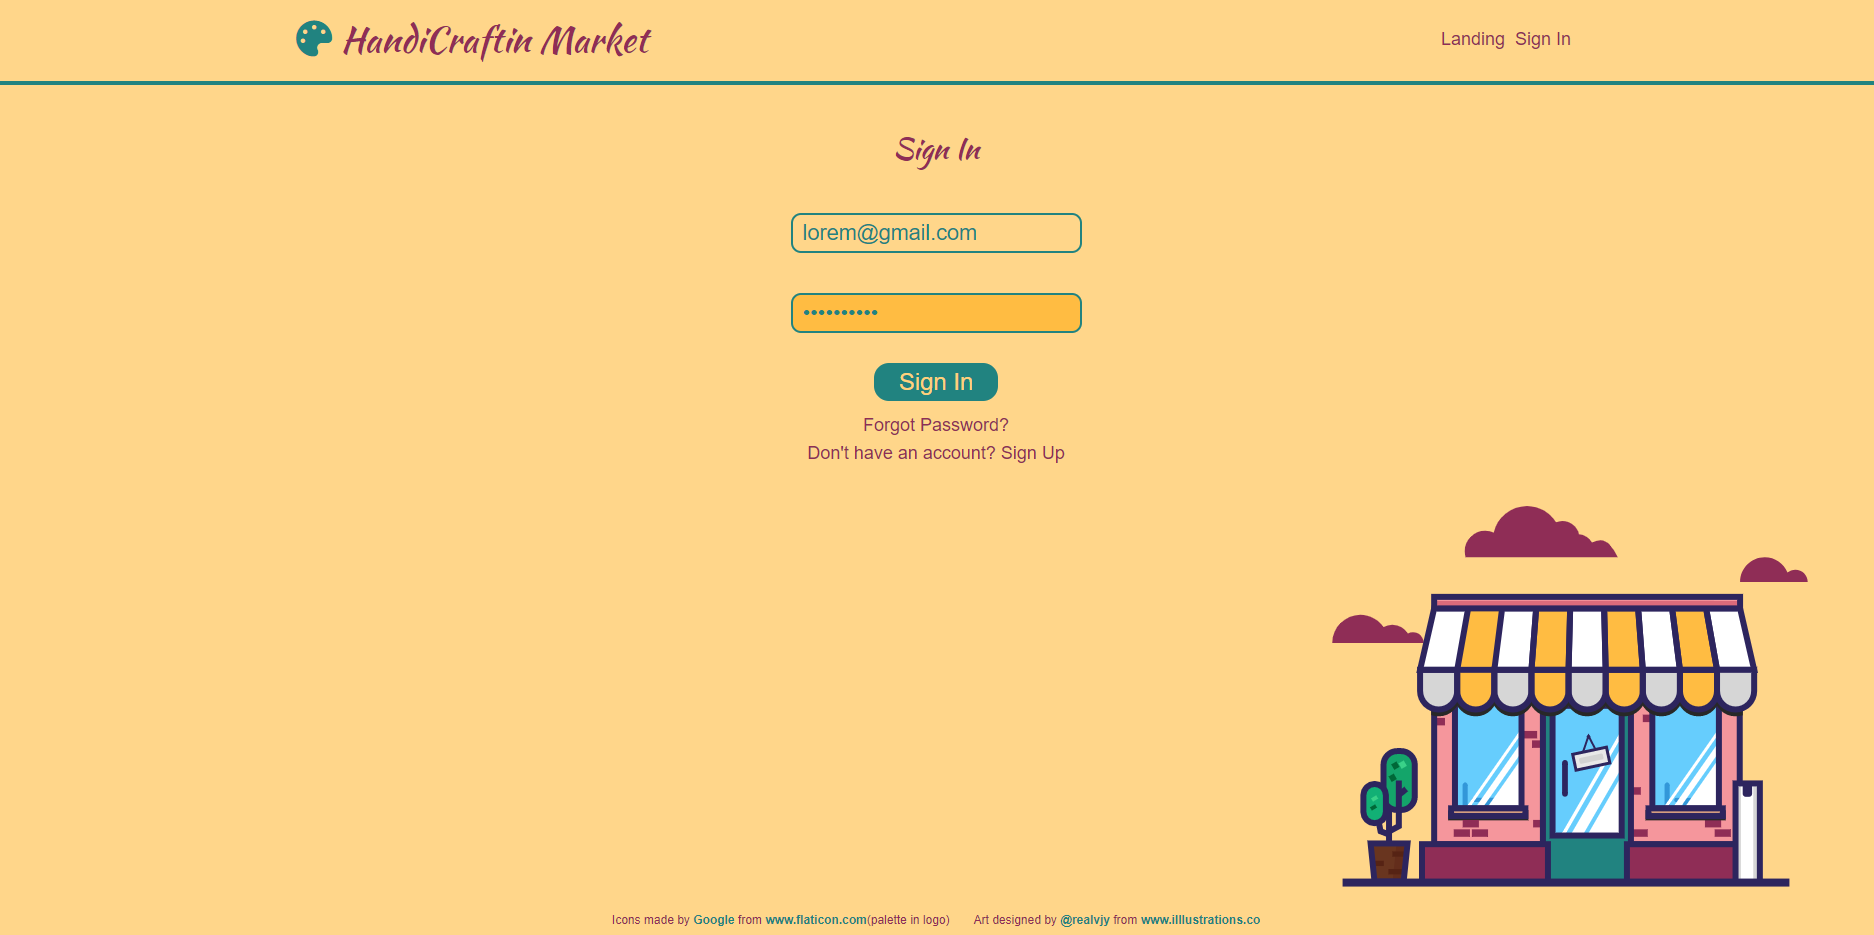 HandiCraftin Market
Landing Sign In
Sign In
lorem@gmail.com
••••••••••
Sign In
Forgot Password?
Don't have an account? Sign Up
Icons made by Google from www.flaticon.com(palette in logo) Art designed by @realvjy from www.illlustrations.co